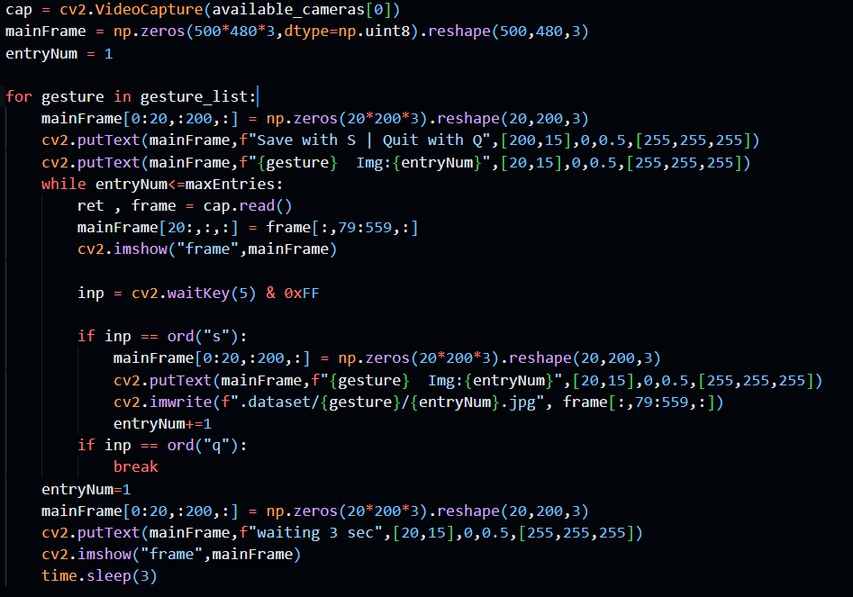 cap = cv2.VideoCapture(available_cameras[0])
mainFrame = np.zeros(500*480*3,dtype=np.uint8).reshape(500,480,3)
entryNum = 1

for gesture in gesture_list:
    mainFrame[0:20,:200,:] = np.zeros(20*200*3).reshape(20,200,3)
    cv2.putText(mainFrame,f"Save with S | Quit with Q",[200,15],0,0.5,[255,255,255])
    cv2.putText(mainFrame,f"{gesture}  Img:{entryNum}",[20,15],0,0.5,[255,255,255])
    while entryNum<=maxEntries:
        ret , frame = cap.read()
        mainFrame[20:,:,:] = frame[:,79:559,:]
        cv2.imshow("frame",mainFrame)

        inp = cv2.waitKey(5) & 0xFF

        if inp == ord("s"):
            mainFrame[0:20,:200,:] = np.zeros(20*200*3).reshape(20,200,3)
            cv2.putText(mainFrame,f"{gesture}  Img:{entryNum}",[20,15],0,0.5,[255,255,255])
            cv2.imwrite(f".dataset/{gesture}/{entryNum}.jpg", frame[:,79:559,:])
            entryNum+=1
        if inp == ord("q"):
            break
    entryNum=1
    mainFrame[0:20,:200,:] = np.zeros(20*200*3).reshape(20,200,3)
    cv2.putText(mainFrame,f"waiting 3 sec",[20,15],0,0.5,[255,255,255])
    cv2.imshow("frame",mainFrame)
    time.sleep(3)